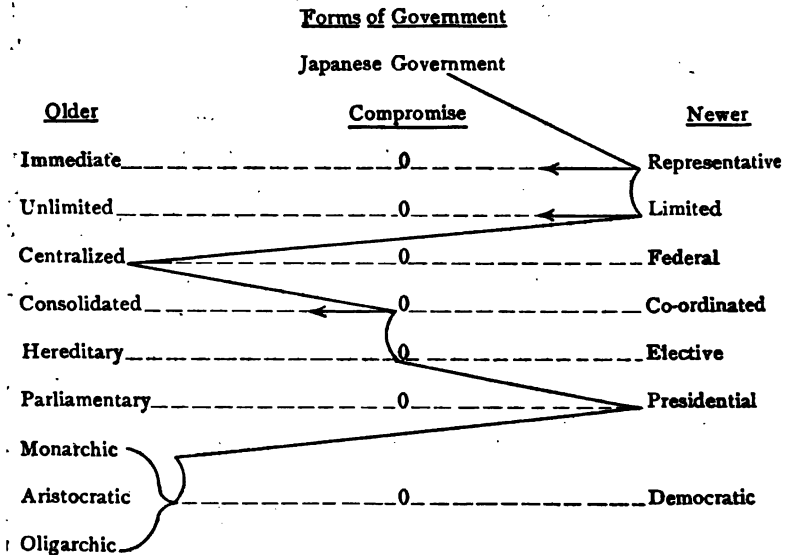 Forms of Government
Japanese Government
Older Compromise Newer
Immediate 0 Representative
Unlimited 0 Limited
Centralized 0 Federal
Consolidated 0 Co-ordinated
Hereditary 0 Elective
Parliamentary 0 Presidential
Monarchic
Aristocratic 0 Democratic
Oligarchic